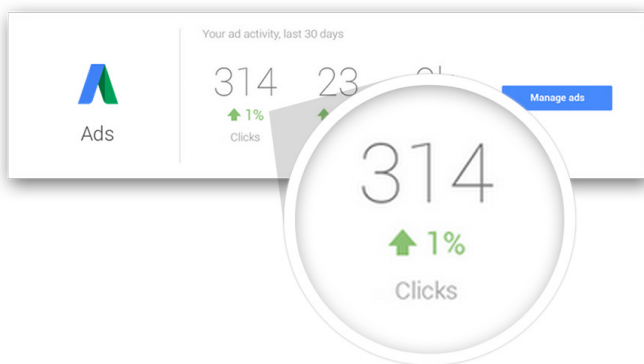 Your ad activity, last 30 days
314 23
1%
Clicks
Ads
Manage ads
314
1%
Clicks